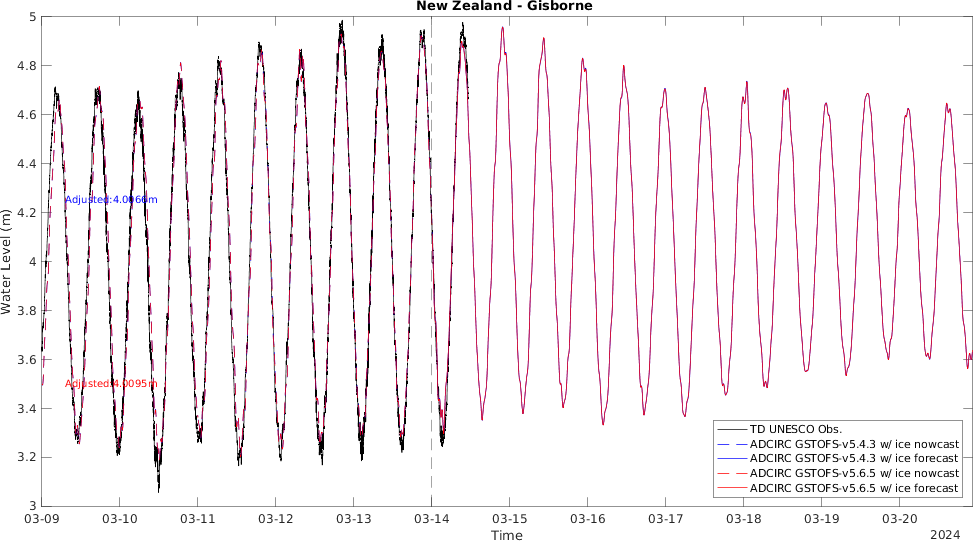 New Zealand - Gisborne
5
4.8
4.6
4.4
4.2
4
3.8
3.6
3.4
3.2
3
Water Level (m)
Adjusted:4.0066m
Adjusted:4.0095m
TD UNESCO Obs.
ADCIRC GSTOFS-v5.4.3 w/ ice nowcast
ADCIRC GSTOFS-v5.4.3 w/ ice forecast
ADCIRC GSTOFS-v5.6.5 w/ ice nowcast
ADCIRC GSTOFS-v5.6.5 w/ ice forecast
03-09 03-10 03-11 03-12 03-13 03-14 03-15 03-16 03-17 03-18 03-19 03-20
Time
2024